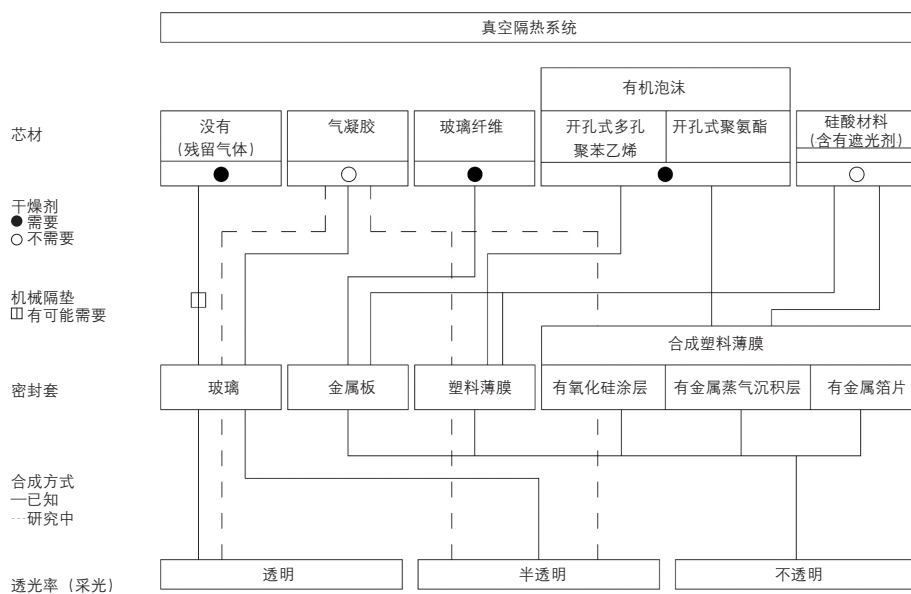 真空隔热系统
有机泡沫
芯材
没有
(残留气体)
气凝胶
玻璃纤维
开孔式多孔
聚苯乙烯
开孔式聚氨酯
硅酸材料
(含有遮光剂)
干燥剂
需要
不需要
机械隔垫
有可能需要
合成塑料薄膜
密封套
玻璃
金属板
塑料薄膜
有氧化硅涂层
有金属蒸气沉积层
有金属箔片
合成方式
—已知
---研究中
透光率（采光）
透明
半透明
不透明